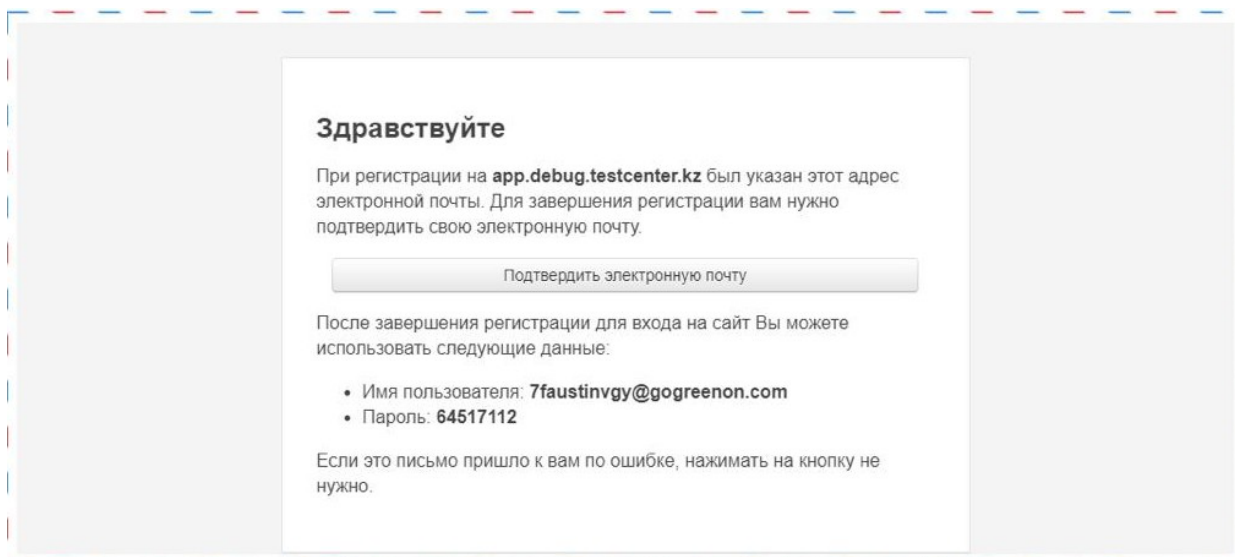 Здравствуйте
При регистрации на app.debug.testcenter.kz был указан этот адрес
электронной почты. Для завершения регистрации вам нужно
подтвердить свою электронную почту.
Подтвердить электронную почту
После завершения регистрации для входа на сайт Вы можете
использовать следующие данные:
• Имя пользователя: 7faustinvgy@gogreenon.com
• Пароль: 64517112
Если это письмо пришло к вам по ошибке, нажимать на кнопку не
нужно.